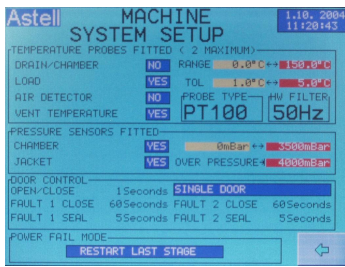 Astell MACHINE 1.10. 2004
SYSTEM SETUP 11:20:43
TEMPERATURE PROBES FITTED ( 2 MAXIMUM)
DRAIN/CHAMBER NO RANGE 0.0°C↔150.0°C
LOAD YES TOL 1.0°C↔ 5.0°C
AIR DETECTOR NO PROBE TYPE HW FILTER
VENT TEMPERATURE YES PT100 50Hz
PRESSURE SENSORS FITTED
CHAMBER YES 0mBar ↔ 3500mBar
JACKET YES OVER PRESSURE 4000mBar
DOOR CONTROL
OPEN/CLOSE 1Seconds SINGLE DOOR
FAULT 1 CLOSE 60Seconds FAULT 2 CLOSE 60Seconds
FAULT 1 SEAL 5Seconds FAULT 2 SEAL 5Seconds
POWER FAIL MODE
RESTART LAST STAGE